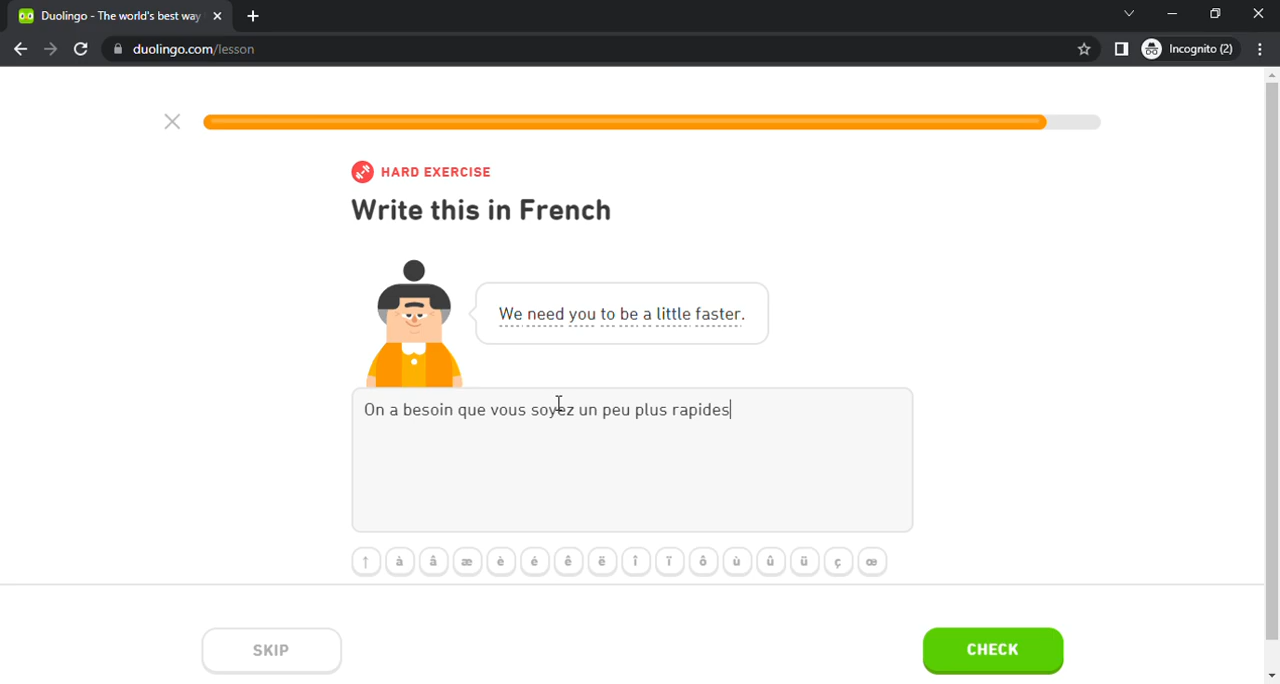 Duolingo - The world's best way
duolingo.com/lesson
Incognito (2)
HARD EXERCISE
Write this in French
We need you to be a little faster.
On a besoin que vous soyez un peu plus rapides
↑ à â æ è é ê ë î ï ô ù û ü ç œ
SKIP
CHECK